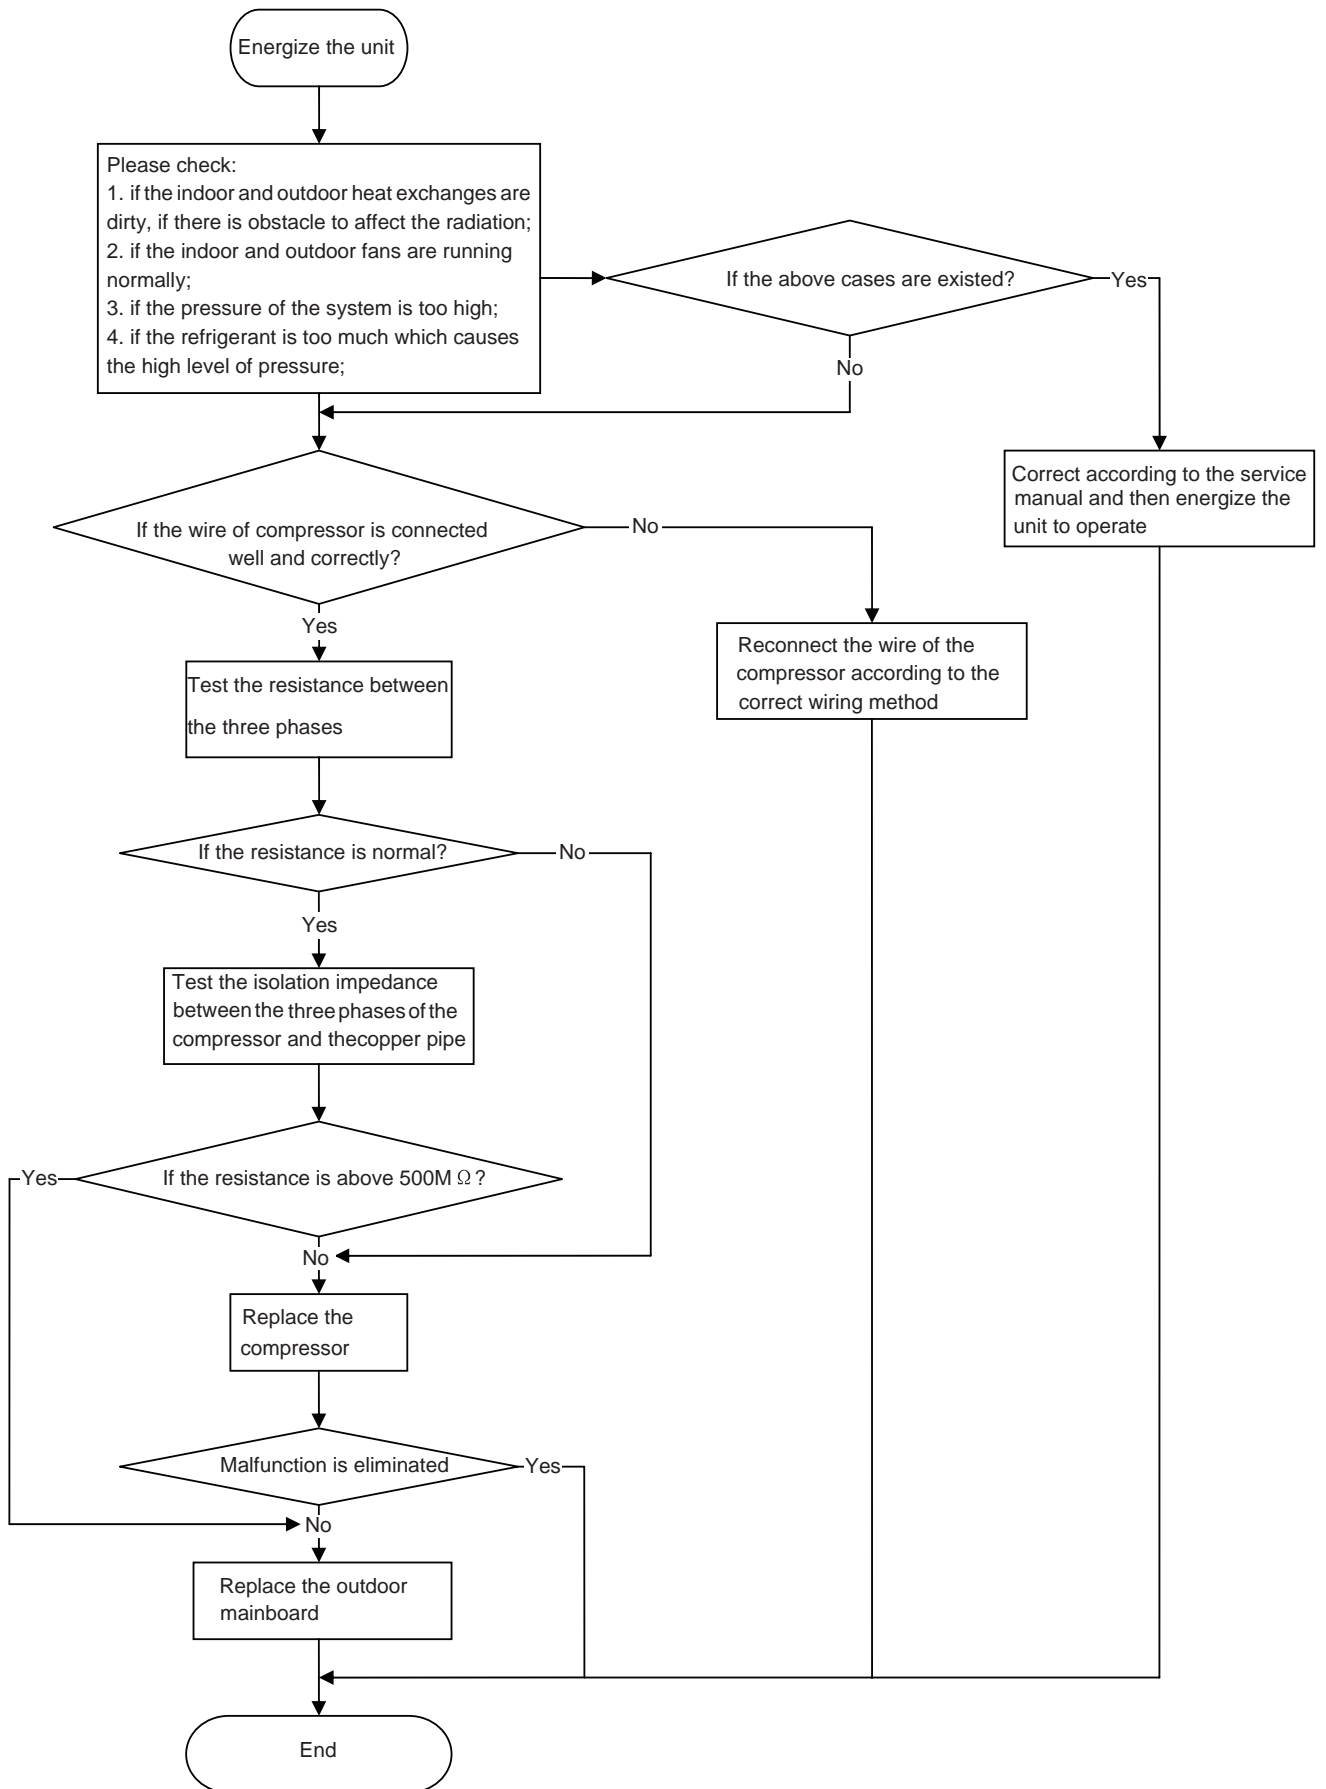 Energize the unit
Please check:
1. if the indoor and outdoor heat exchanges are
dirty, if there is obstacle to affect the radiation;
2. if the indoor and outdoor fans are running
normally;
3. if the pressure of the system is too high;
4. if the refrigerant is too much which causes
the high level of pressure;
If the above cases are existed?
Yes
No
Correct according to the service
manual and then energize the
unit to operate
If the wire of compressor is connected
well and correctly?
No
Yes
Reconnect the wire of the
compressor according to the
correct wiring method
Test the resistance between
the three phases
If the resistance is normal?
No
Yes
Test the isolation impedance
between the three phases of the
compressor and thecopper pipe
If the resistance is above 500M Ω ?
Yes
No
Replace the
compressor
Malfunction is eliminated
Yes
No
Replace the outdoor
mainboard
End